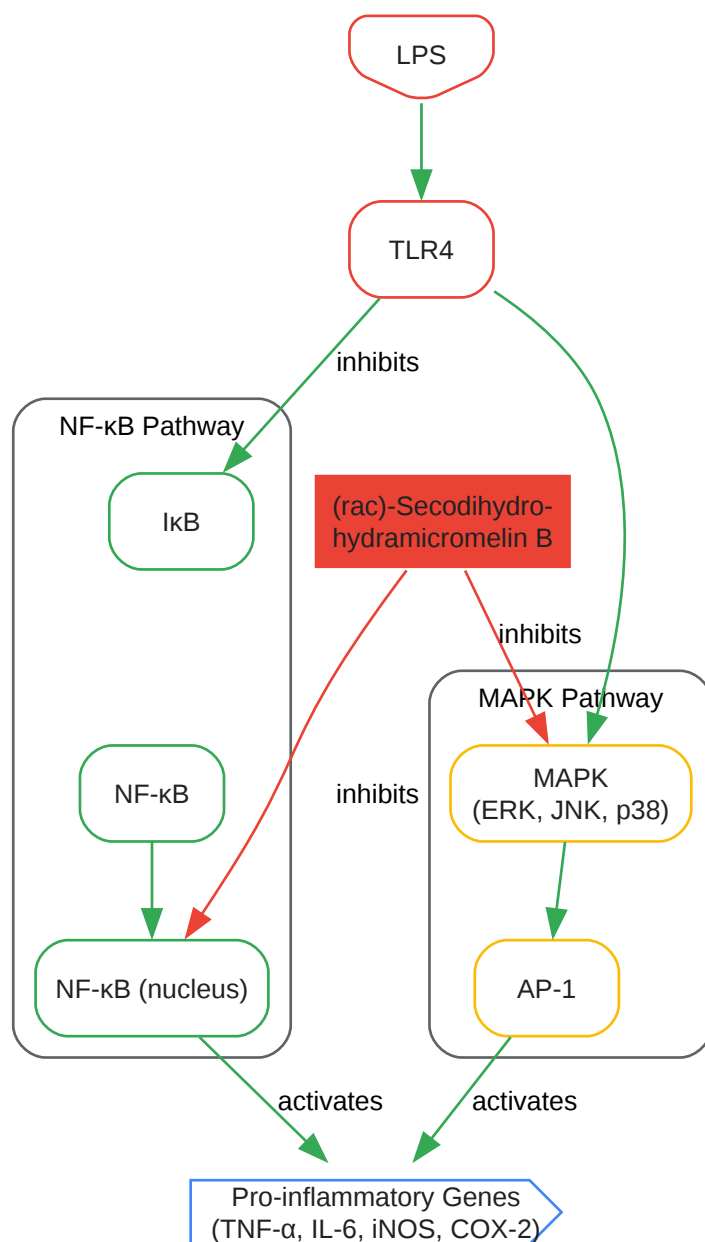 LPS
TLR4
inhibits
NF-κB Pathway
IκB
(rac)-Secodihydro-
hydramicromelin B
inhibits
MAPK Pathway
NF-κB
inhibits
MAPK
(ERK, JNK, p38)
NF-κB (nucleus)
AP-1
activates
activates
Pro-inflammatory Genes
(TNF-α, IL-6, iNOS, COX-2)